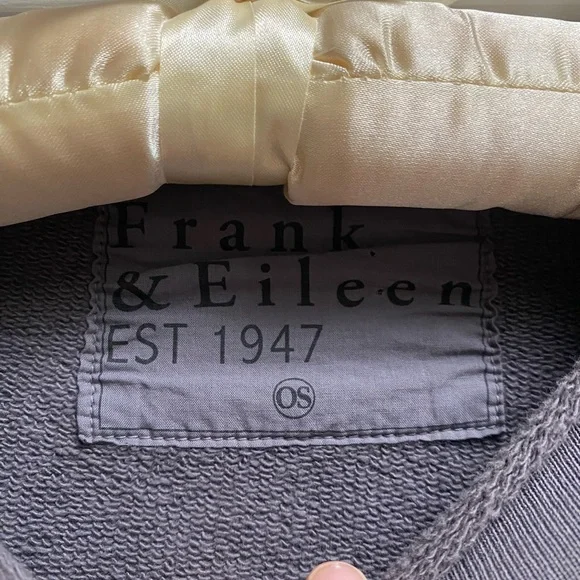 Frank
& Eileen
EST 1947
OS